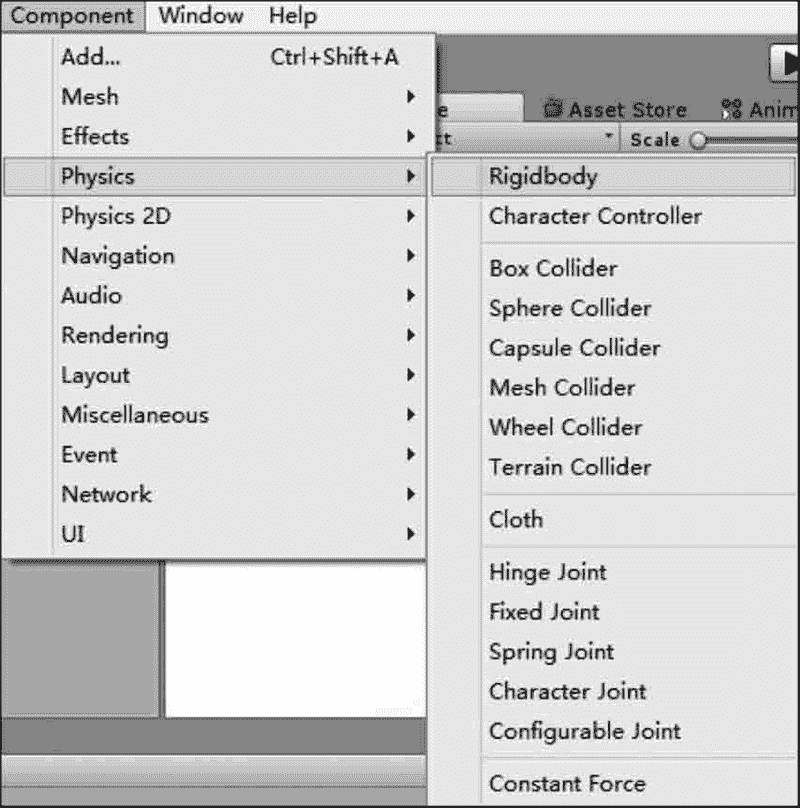 Component Window Help
Add... Ctrl+Shift+A
Mesh
Effects
Physics
Physics 2D
Navigation
Audio
Rendering
Layout
Miscellaneous
Event
Network
UI
Asset Store
Scale
Rigidbody
Character Controller
Box Collider
Sphere Collider
Capsule Collider
Mesh Collider
Wheel Collider
Terrain Collider
Cloth
Hinge Joint
Fixed Joint
Spring Joint
Character Joint
Configurable Joint
Constant Force